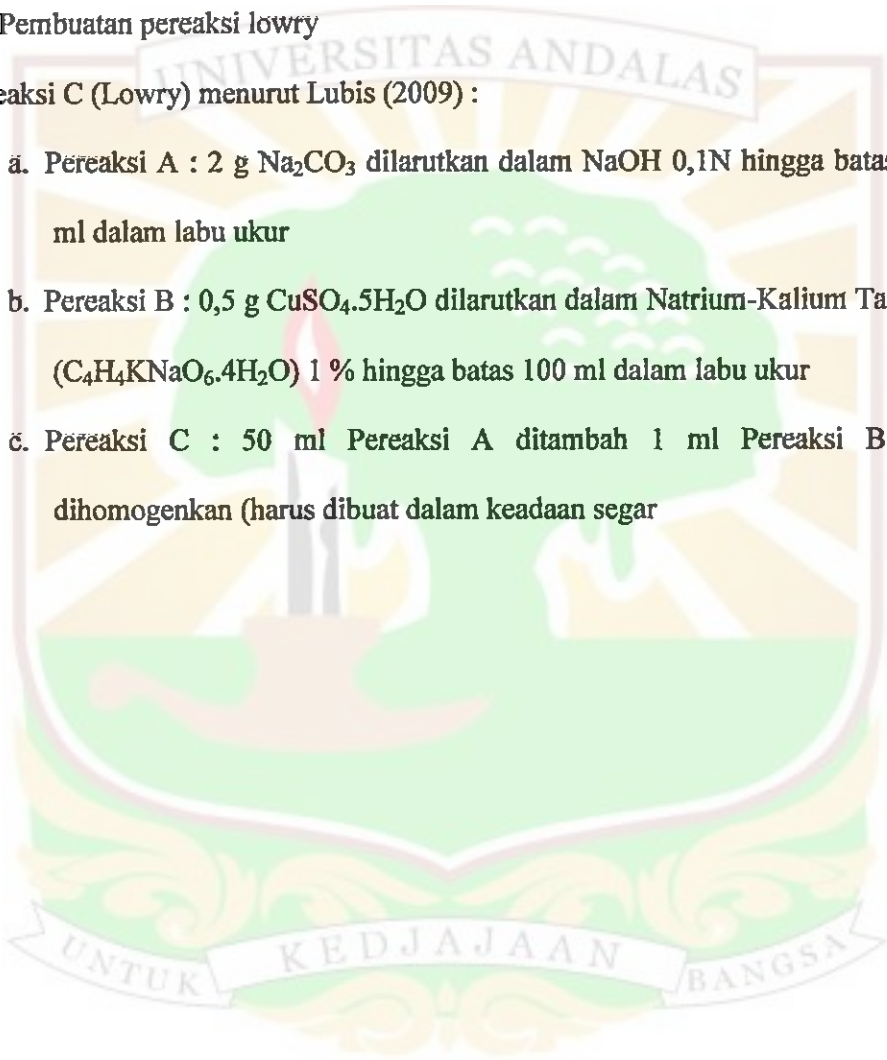 Pembuatan pereaksi lowry
UNIVERSITAS ANDALAS
eaksi C (Lowry) menurut Lubis (2009) :
a. Pereaksi A : 2 g Na₂CO₃ dilarutkan dalam NaOH 0,1N hingga batas
ml dalam labu ukur
b. Pereaksi B : 0,5 g CuSO₄.5H₂O dilarutkan dalam Natrium-Kalium Ta
(C₄H₄KNaO₆.4H₂O) 1 % hingga batas 100 ml dalam labu ukur
c. Pereaksi C : 50 ml Pereaksi A ditambah 1 ml Pereaksi B
dihomogenkan (harus dibuat dalam keadaan segar
UNTUK KEDJAJAAN BANGSA